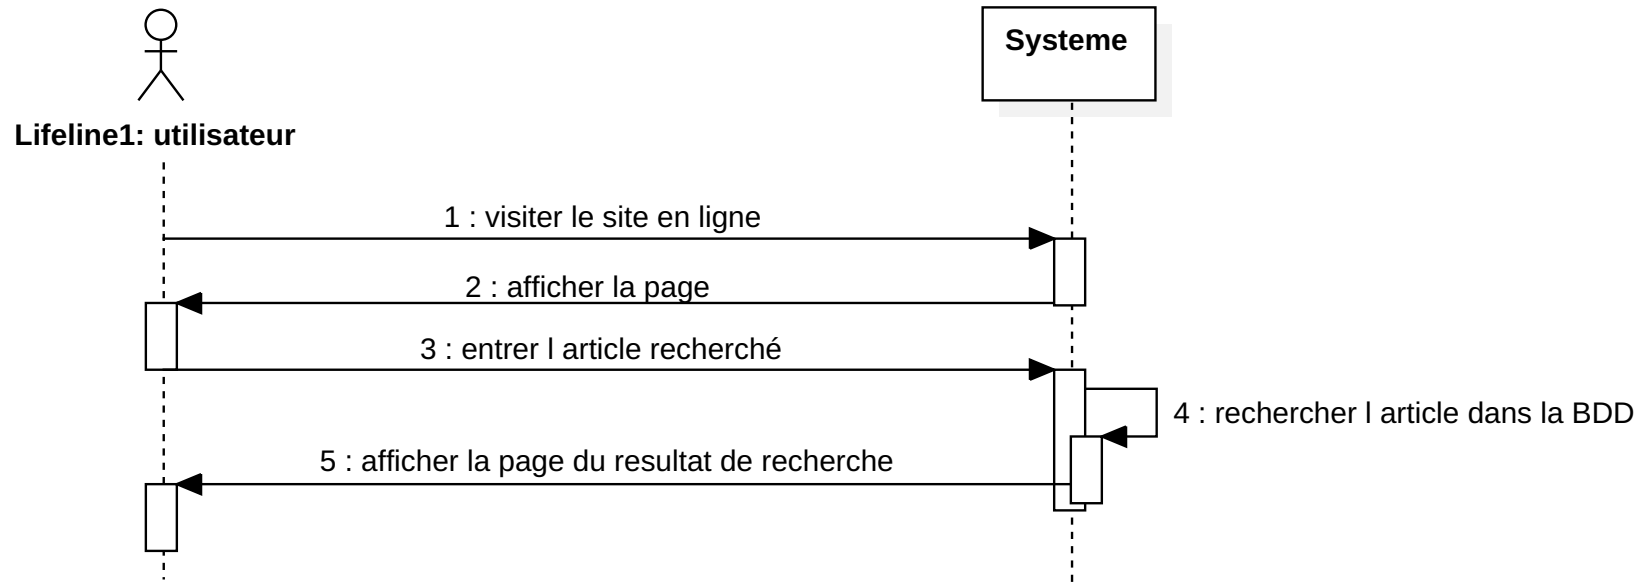 Systeme
Lifeline1: utilisateur
1 : visiter le site en ligne
2 : afficher la page
3 : entrer l article recherché
4 : rechercher l article dans la BDD
5 : afficher la page du resultat de recherche